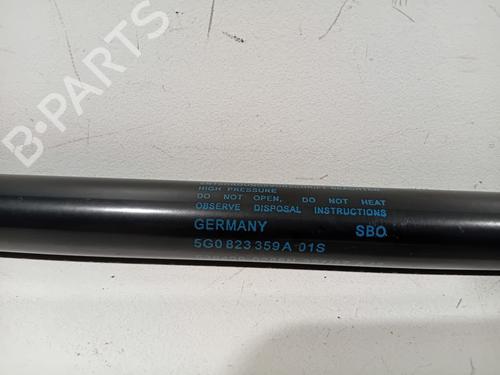 B-PARTS
HIGH PRESSURE
DO NOT OPEN, DO NOT HEAT
OBSERVE DISPOSAL INSTRUCTIONS
GERMANY SBO
5G0 823 359 A 01S